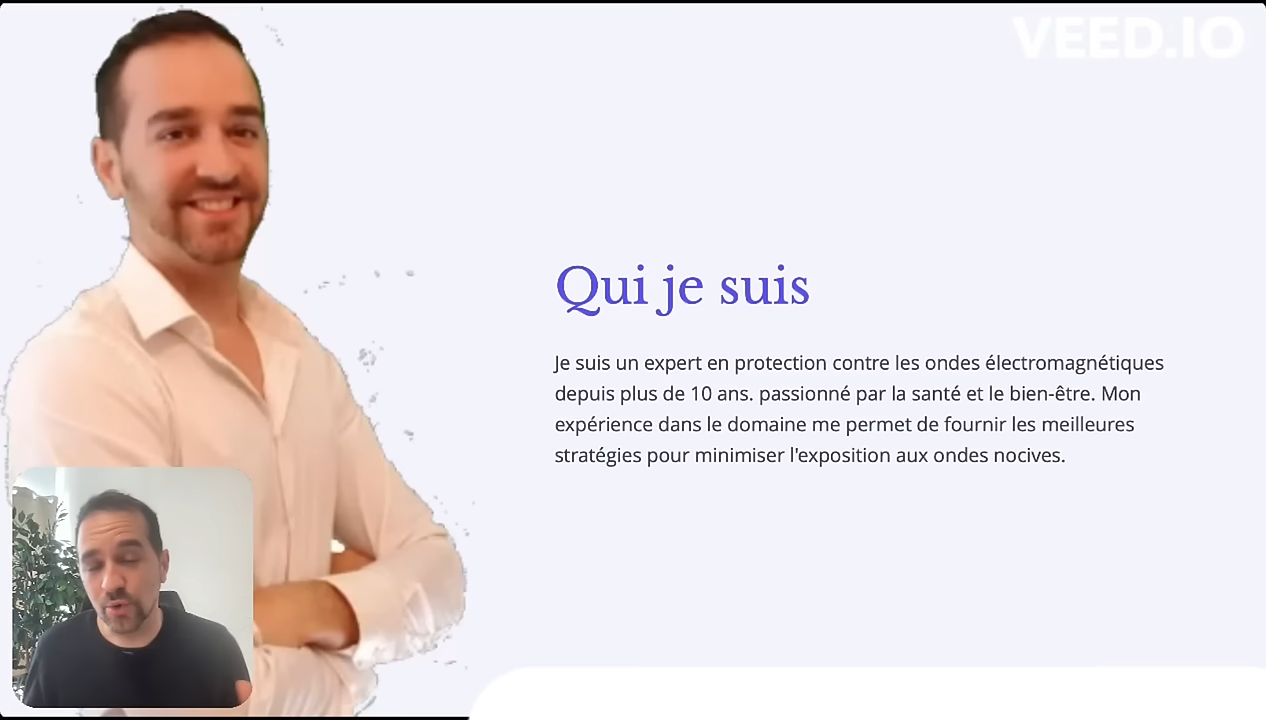 VEED.IO
Qui je suis
Je suis un expert en protection contre les ondes électromagnétiques
depuis plus de 10 ans. passionné par la santé et le bien-être. Mon
expérience dans le domaine me permet de fournir les meilleures
stratégies pour minimiser l'exposition aux ondes nocives.